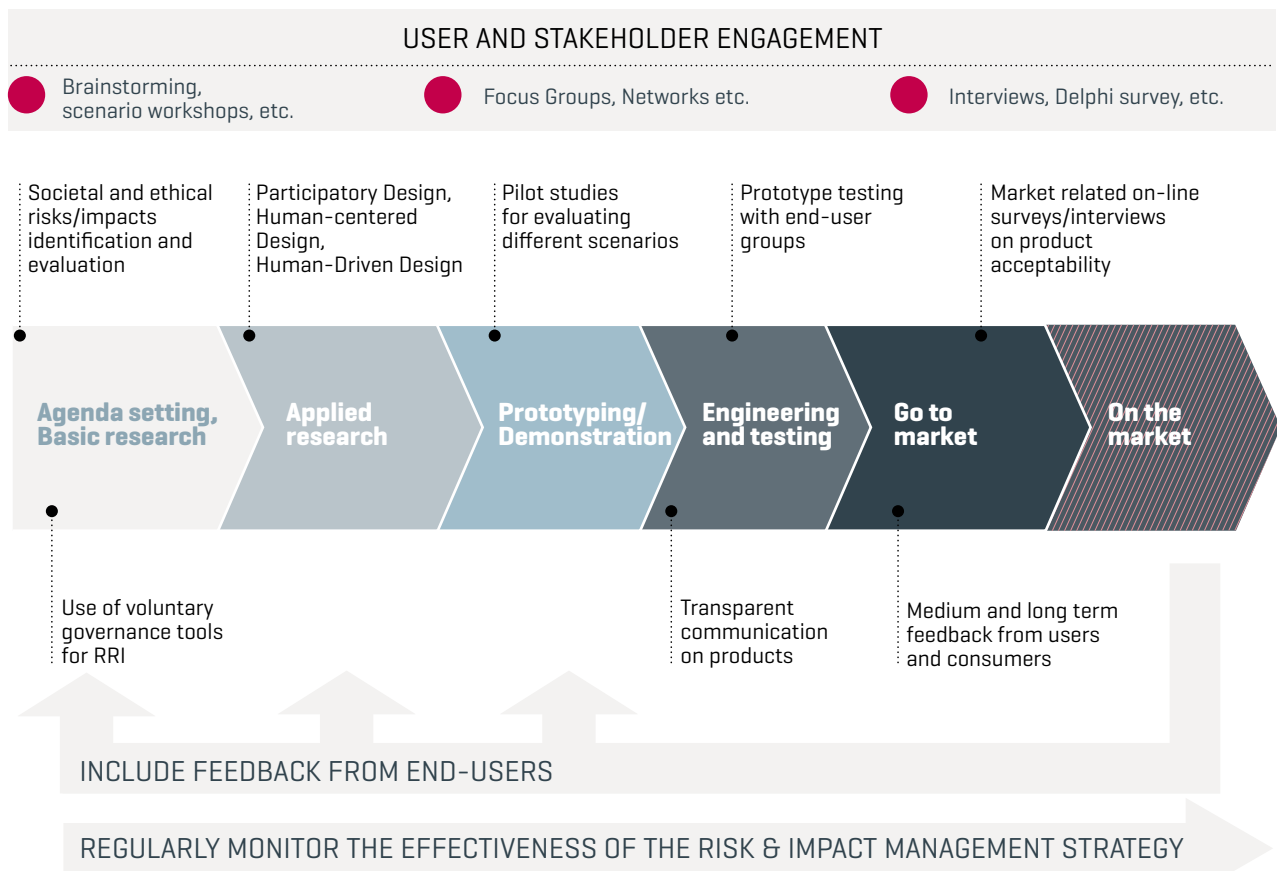 USER AND STAKEHOLDER ENGAGEMENT
Brainstorming,
scenario workshops, etc.
Focus Groups, Networks etc.
Interviews, Delphi survey, etc.
Societal and ethical
risks/impacts
identification and
evaluation
Participatory Design,
Human-centered
Design,
Human-Driven Design
Pilot studies
for evaluating
different scenarios
Prototype testing
with end-user
groups
Market related on-line
surveys/interviews
on product
acceptability
Agenda setting,
Basic research
Applied
research
Prototyping/
Demonstration
Engineering
and testing
Go to
market
On the
market
Use of voluntary
governance tools
for RRI
Transparent
communication
on products
Medium and long term
feedback from users
and consumers
INCLUDE FEEDBACK FROM END-USERS
REGULARLY MONITOR THE EFFECTIVENESS OF THE RISK & IMPACT MANAGEMENT STRATEGY